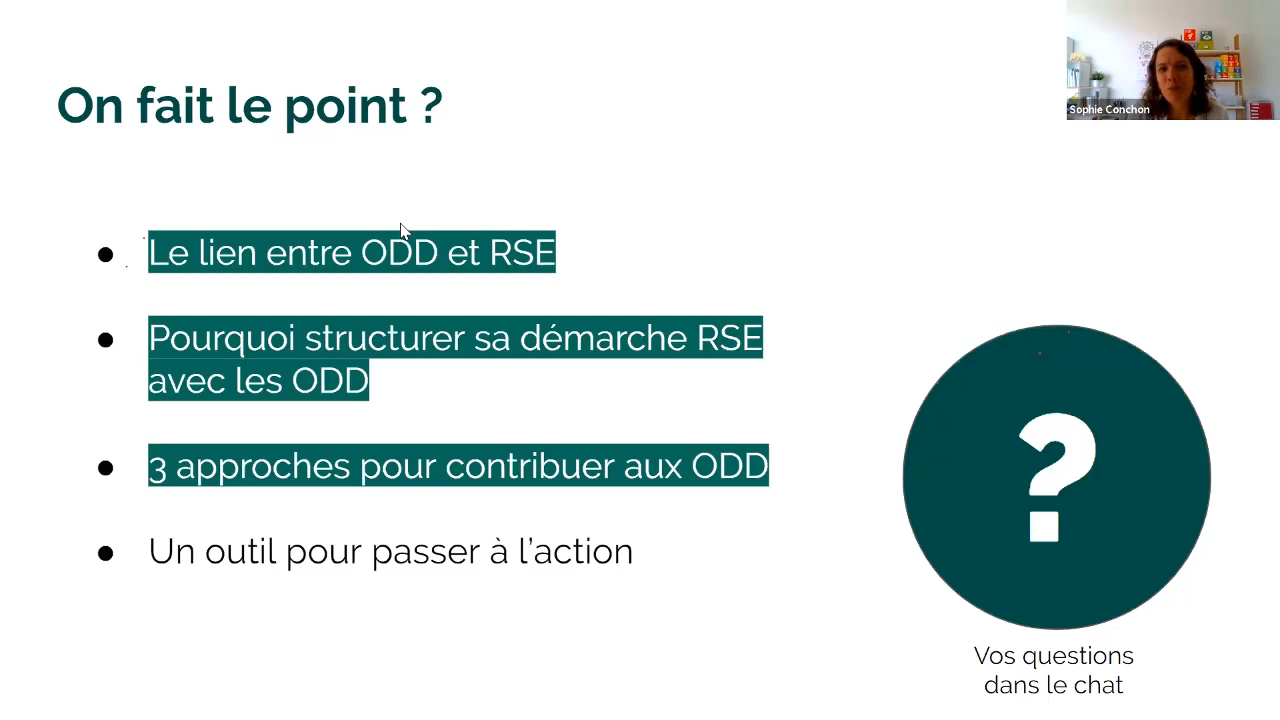 On fait le point ?
Sophie Conchon
Le lien entre ODD et RSE
Pourquoi structurer sa démarche RSE
avec les ODD
3 approches pour contribuer aux ODD
Un outil pour passer à l'action
?
Vos questions
dans le chat